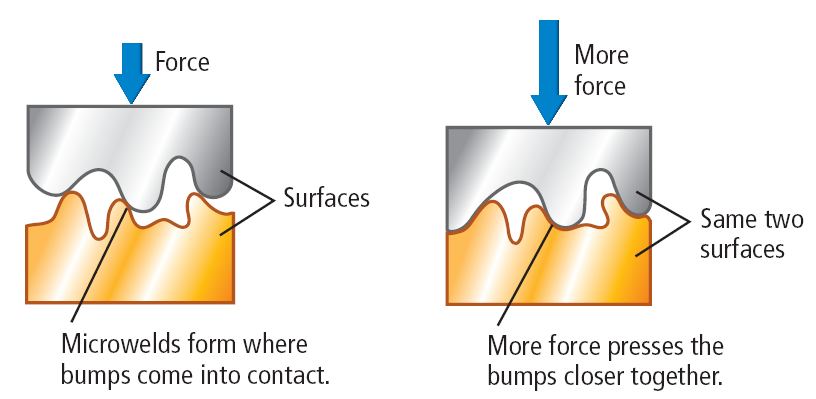 Force
Surfaces
Microwelds form where
bumps come into contact.
More
force
Same two
surfaces
More force presses the
bumps closer together.